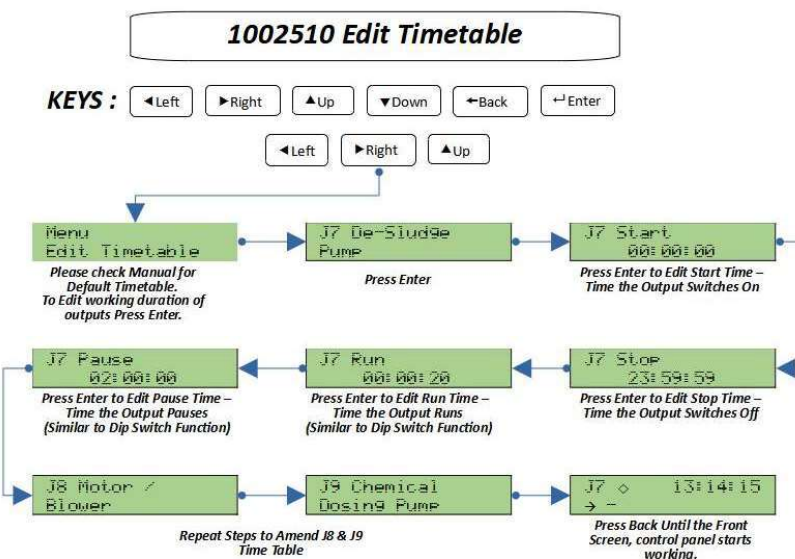 1002510 Edit Timetable
KEYS :
◄Left ►Right ▲Up ▼Down ←Back ↵Enter
◄Left ►Right ▲Up
Menu
Edit Timetable
Please check Manual for
Default Timetable.
To Edit working duration of
outputs Press Enter.
J7 De-Sludge
Pump
Press Enter
J7 Start
00:00:00
Press Enter to Edit Start Time –
Time the Output Switches On
J7 Pause
02:00:00
Press Enter to Edit Pause Time –
Time the Output Pauses
(Similar to Dip Switch Function)
J7 Run
00:00:20
Press Enter to Edit Run Time –
Time the Output Runs
(Similar to Dip Switch Function)
J7 Stop
23:59:59
Press Enter to Edit Stop Time –
Time the Output Switches Off
J8 Motor /
Blower
J9 Chemical
Dosing Pump
Repeat Steps to Amend J8 & J9
Time Table
J7 ◇ 13:14:15
→ –
Press Back Until the Front
Screen, control panel starts
working.